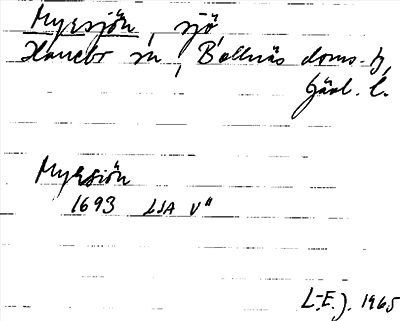 Myrsjön, sjö,
Hanebo sn, Bollnäs doms-h,
Gävl. l.
Myrsiön
1693 LSA V"
L-E. J. 1965